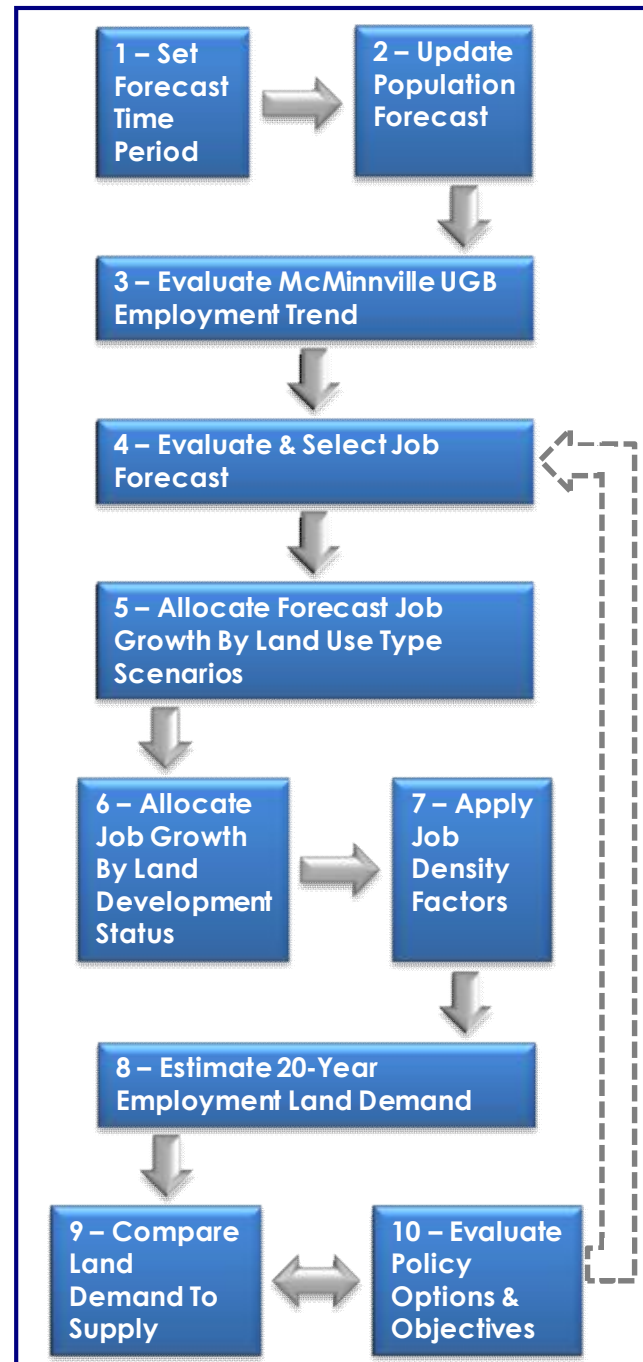 1 – Set
Forecast
Time
Period
2 – Update
Population
Forecast
3 – Evaluate McMinnville UGB
Employment Trend
4 – Evaluate & Select Job
Forecast
5 – Allocate Forecast Job
Growth By Land Use Type
Scenarios
6 – Allocate
Job Growth
By Land
Development
Status
7 – Apply
Job
Density
Factors
8 – Estimate 20-Year
Employment Land Demand
9 – Compare
Land
Demand To
Supply
10 – Evaluate
Policy
Options &
Objectives